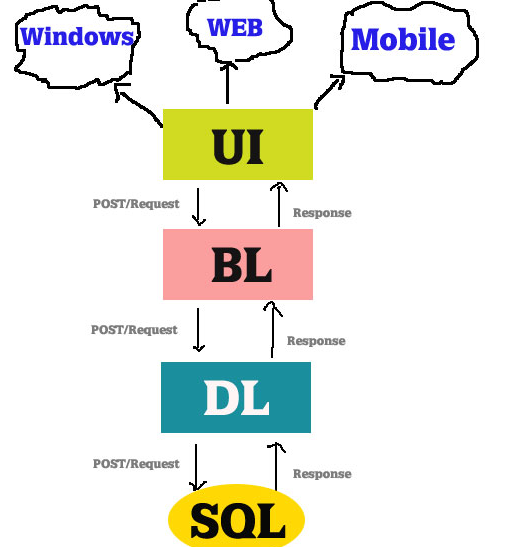 Windows
WEB
Mobile
UI
POST/Request
Response
BL
POST/Request
Response
DL
POST/Request
Response
SQL